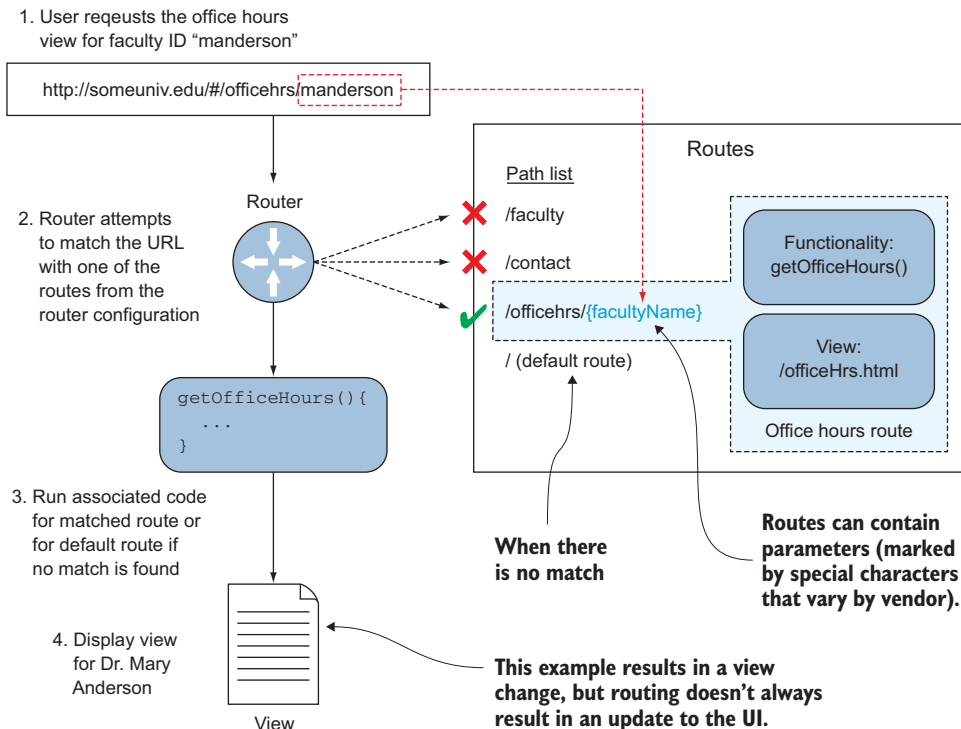 1. User reqeusts the office hours
view for faculty ID “manderson”
http://someuniv.edu/#/officehrs/manderson
Routes
Path list
Router
/faculty
2. Router attempts
to match the URL
with one of the
routes from the
router configuration
/contact
/officehrs/{facultyName}
/ (default route)
Functionality:
getOfficeHours()
View:
/officeHrs.html
Office hours route
getOfficeHours(){
...
}
3. Run associated code
for matched route or
for default route if
no match is found
When there
is no match
Routes can contain
parameters (marked
by special characters
that vary by vendor).
4. Display view
for Dr. Mary
Anderson
View
This example results in a view
change, but routing doesn’t always
result in an update to the UI.